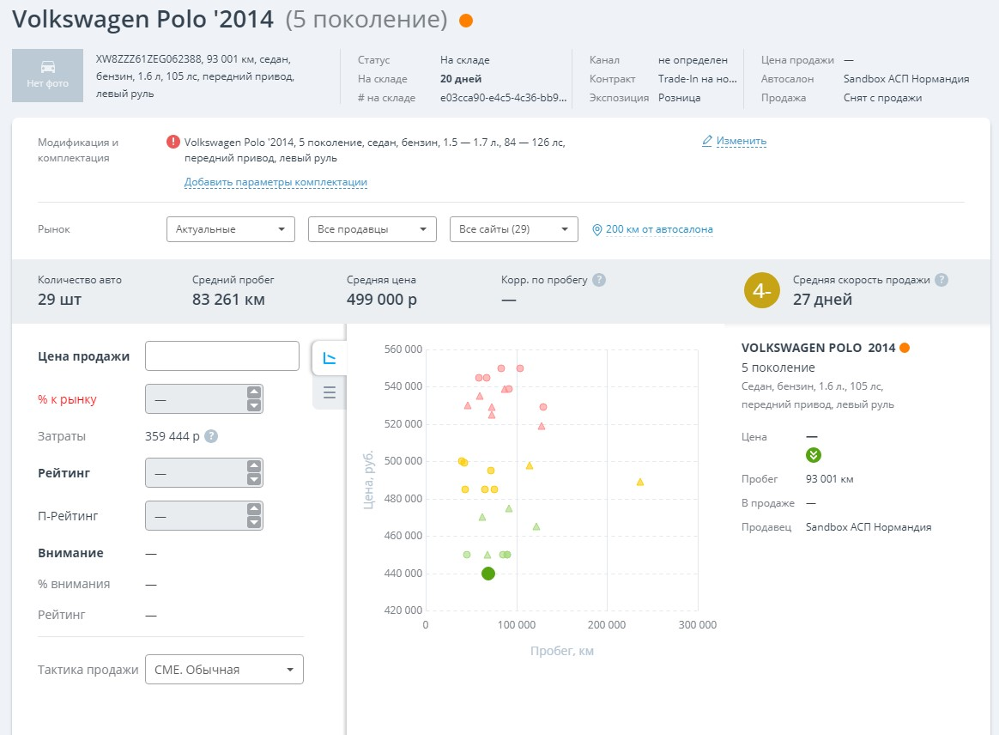 Volkswagen Polo '2014 (5 поколение)
Нет фото
XW8ZZZ61ZEG062388, 93 001 км, седан,
бензин, 1.6 л, 105 лс, передний привод,
левый руль
Статус На складе
На складе 20 дней
# на складе e03cca90-e4c5-4c36-bb9...
Канал не определен
Контракт Trade-In на но...
Экспозиция Розница
Цена продажи —
Автосалон Sandbox АСП Нормандия
Продажа Снят с продажи
Модификация и
комплектация
Volkswagen Polo '2014, 5 поколение, седан, бензин, 1.5 — 1.7 л., 84 — 126 лс,
передний привод, левый руль
Изменить
Добавить параметры комплектации
Рынок Актуальные Все продавцы Все сайты (29) 200 км от автосалона
Количество авто
29 шт
Средний пробег
83 261 км
Средняя цена
499 000 р
Корр. по пробегу ?
—
4-
Средняя скорость продажи ?
27 дней
Цена продажи
% к рынку —
Затраты 359 444 р ?
Рейтинг —
П-Рейтинг —
Внимание —
% внимания —
Рейтинг —
Тактика продажи СМЕ. Обычная
Цена, руб.
560 000
540 000
520 000
500 000
480 000
460 000
440 000
420 000
0 100 000 200 000 300 000
Пробег, км
VOLKSWAGEN POLO 2014
5 поколение
Седан, бензин, 1.6 л., 105 лс,
передний привод, левый руль
Цена —
Пробег 93 001 км
В продаже —
Продавец Sandbox АСП Нормандия